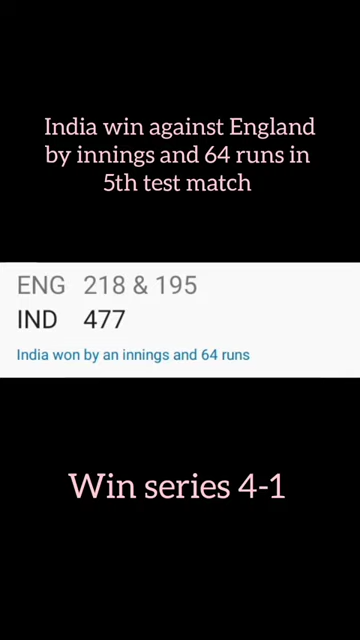 India win against England
by innings and 64 runs in
5th test match
ENG 218 & 195
IND 477
India won by an innings and 64 runs
Win series 4-1